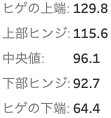 ヒゲの上端: 129.8
上部ヒンジ: 115.6
中央値: 96.1
下部ヒンジ: 92.7
ヒゲの下端: 64.4